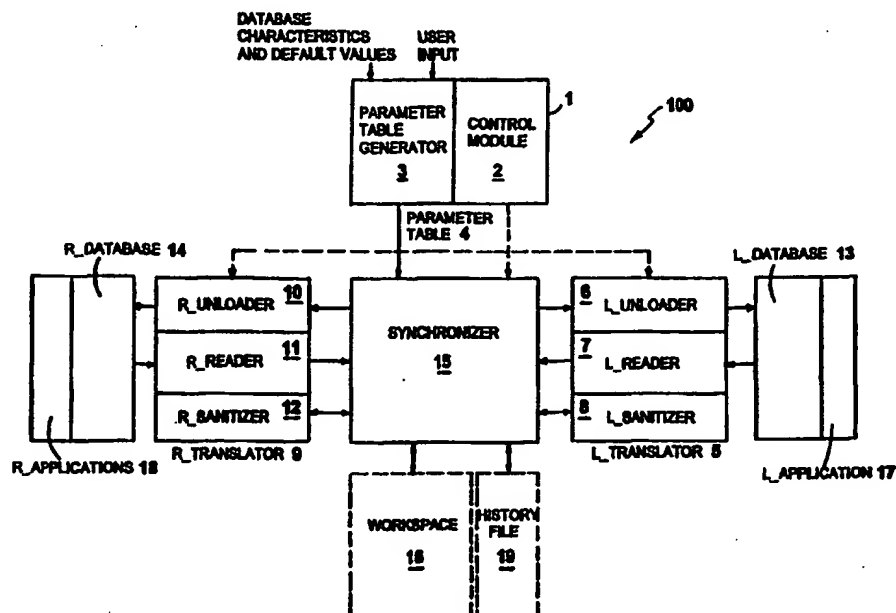 DATABASE
CHARACTERISTICS
AND DEFAULT VALUES
USER
INPUT
1
100
PARAMETER
TABLE
GENERATOR
3
CONTROL
MODULE
2
PARAMETER
TABLE 4
R_DATABASE 14
L_DATABASE 13
R_UNLOADER
10
R_READER
11
R_SANITIZER
12
SYNCHRONIZER
15
6
L_UNLOADER
7
L_READER
8
L_SANITIZER
R_APPLICATIONS 18
R_TRANSLATOR 9
L_TRANSLATOR 5
L_APPLICATION 17
WORKSPACE
16
HISTORY
FILE
19